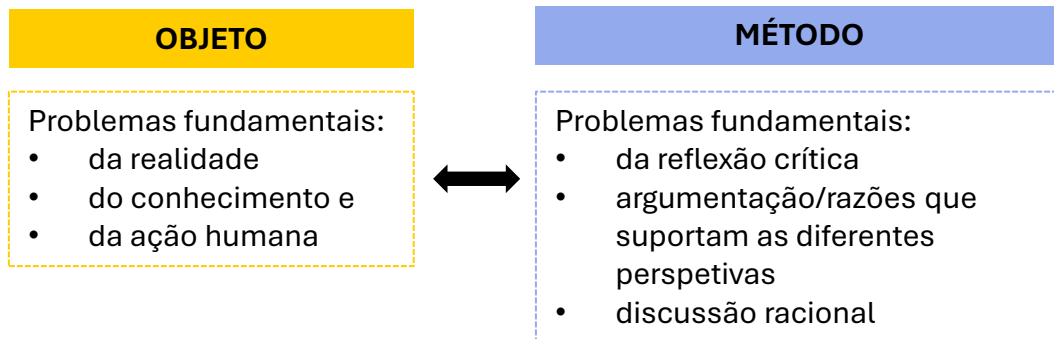 OBJETO
Problemas fundamentais:
• da realidade
• do conhecimento e
• da ação humana
MÉTODO
Problemas fundamentais:
• da reflexão crítica
• argumentação/razões que
suportam as diferentes
perspetivas
• discussão racional